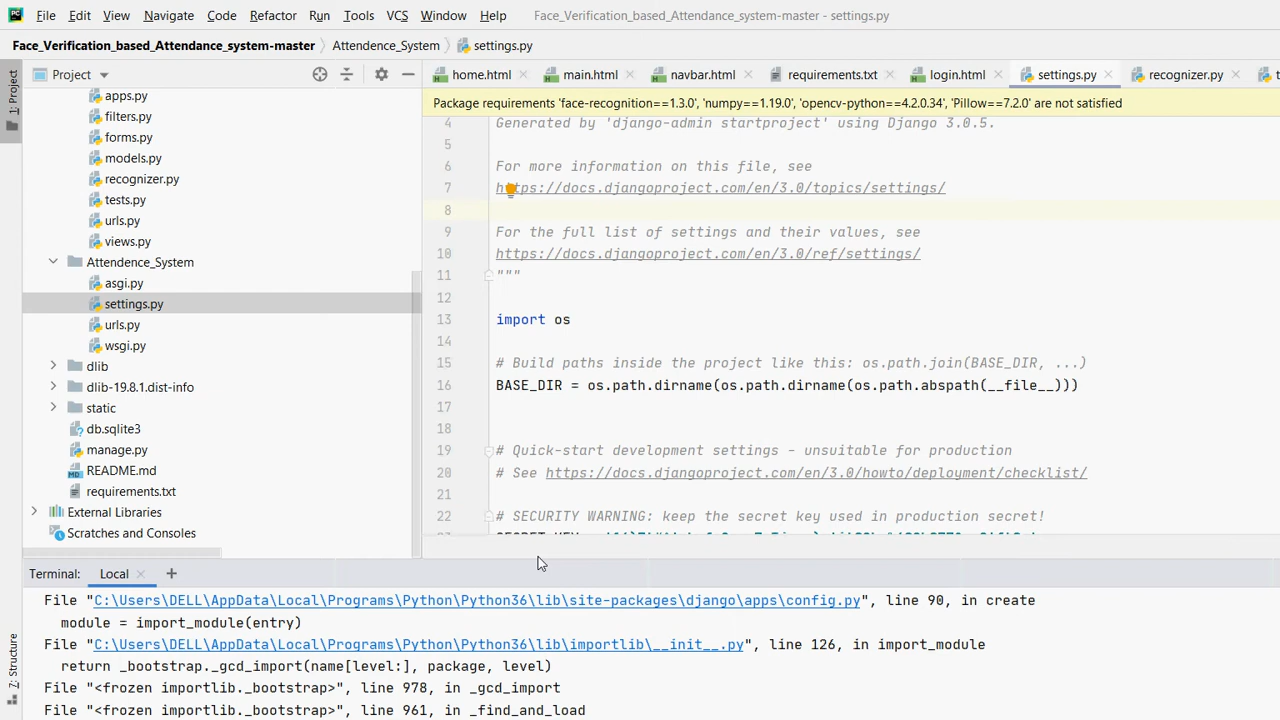 File Edit View Navigate Code Refactor Run Tools VCS Window Help Face_Verification_based_Attendance_system-master - settings.py
Face_Verification_based_Attendance_system-master Attendence_System settings.py
1: Project
Project
home.html main.html navbar.html requirements.txt login.html settings.py recognizer.py
Package requirements 'face-recognition==1.3.0', 'numpy==1.19.0', 'opencv-python==4.2.0.34', 'Pillow==7.2.0' are not satisfied
apps.py
filters.py
forms.py
models.py
recognizer.py
tests.py
urls.py
views.py
Attendence_System
asgi.py
settings.py
urls.py
wsgi.py
dlib
dlib-19.8.1.dist-info
static
db.sqlite3
manage.py
README.md
requirements.txt
External Libraries
Scratches and Consoles
4 Generated by 'django-admin startproject' using Django 3.0.5.
5
6 For more information on this file, see
7 https://docs.djangoproject.com/en/3.0/topics/settings/
8
9 For the full list of settings and their values, see
10 https://docs.djangoproject.com/en/3.0/ref/settings/
11 """
12
13 import os
14
15 # Build paths inside the project like this: os.path.join(BASE_DIR, ...)
16 BASE_DIR = os.path.dirname(os.path.dirname(os.path.abspath(__file__)))
17
18
19 # Quick-start development settings - unsuitable for production
20 # See https://docs.djangoproject.com/en/3.0/howto/deployment/checklist/
21
22 # SECURITY WARNING: keep the secret key used in production secret!
Terminal: Local +
File "C:\Users\DELL\AppData\Local\Programs\Python\Python36\lib\site-packages\django\apps\config.py", line 90, in create
module = import_module(entry)
File "C:\Users\DELL\AppData\Local\Programs\Python\Python36\lib\importlib\__init__.py", line 126, in import_module
return _bootstrap._gcd_import(name[level:], package, level)
File "<frozen importlib._bootstrap>", line 978, in _gcd_import
File "<frozen importlib._bootstrap>", line 961, in _find_and_load
7: Structure